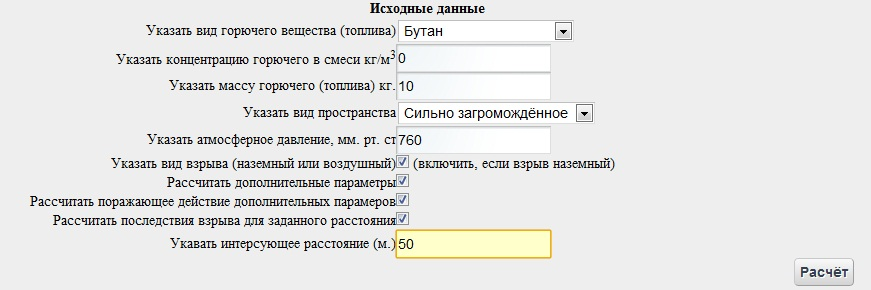 Исходные данные
Указать вид горючего вещества (топлива) Бутан
Указать концентрацию горючего в смеси кг/м³ 0
Указать массу горючего (топлива) кг. 10
Указать вид пространства Сильно загромождённое
Указать атмосферное давление, мм. рт. ст 760
Указать вид взрыва (наземный или воздушный) (включить, если взрыв наземный)
Рассчитать дополнительные параметры
Рассчитать поражающее действие дополнительных парамеров
Рассчитать последствия взрыва для заданного расстояния
Укавать интерсующее расстояние (м.) 50
Расчёт